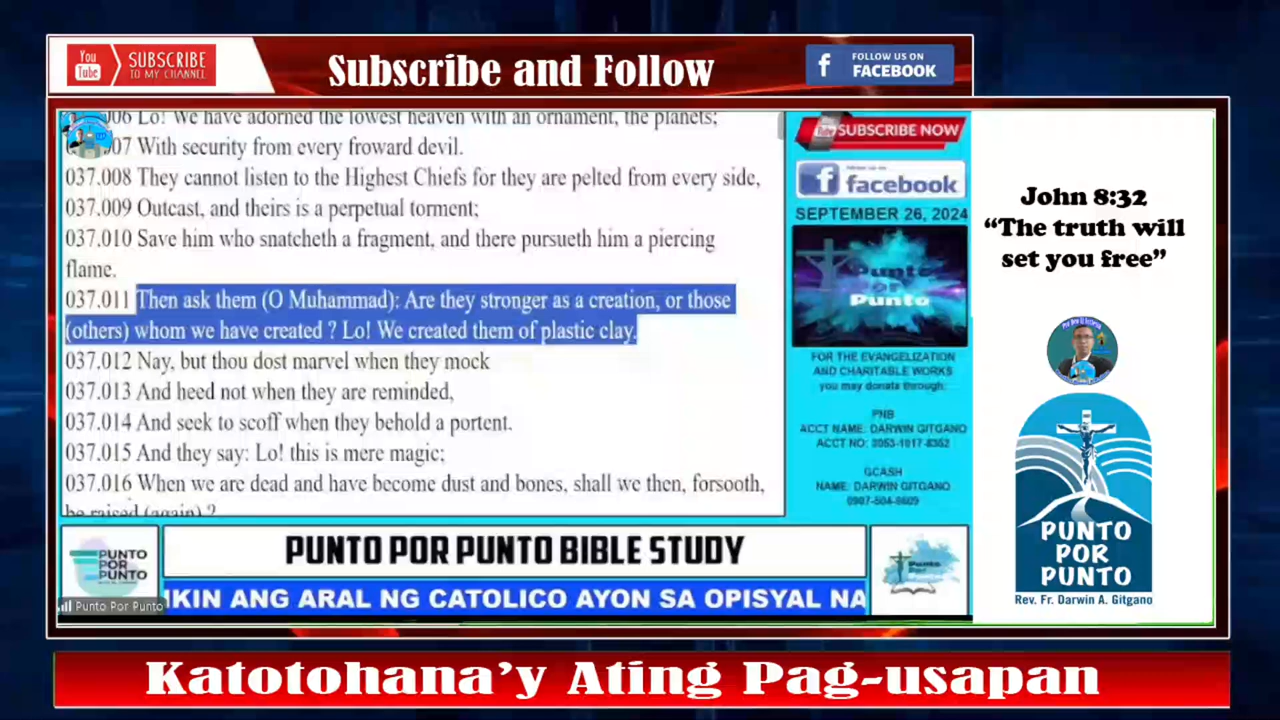 You Tube
SUBSCRIBE
TO MY CHANNEL
Subscribe and Follow
f
FOLLOW US ON
FACEBOOK
006 Lo! We have adorned the lowest heaven with an ornament, the planets;
007 With security from every froward devil.
037.008 They cannot listen to the Highest Chiefs for they are pelted from every side,
037.009 Outcast, and theirs is a perpetual torment;
037.010 Save him who snatcheth a fragment, and there pursueth him a piercing
flame.
037.011 Then ask them (O Muhammad): Are they stronger as a creation, or those
(others) whom we have created ? Lo! We created them of plastic clay.
037.012 Nay, but thou dost marvel when they mock
037.013 And heed not when they are reminded,
037.014 And seek to scoff when they behold a portent.
037.015 And they say: Lo! this is mere magic;
037.016 When we are dead and have become dust and bones, shall we then, forsooth,
be raised (again) ?
SUBSCRIBE NOW
facebook
SEPTEMBER 26, 2024
Punto
Por
Punto
FOR THE EVANGELIZATION
AND CHARITABLE WORKS
you may donate through:
PNB
ACCT NAME: DARWIN GITGANO
GCASH
NAME: DARWIN GITGANO
John 8:32
“The truth will
set you free”
PUNTO
POR
PUNTO
Rev. Fr. Darwin A. Gitgano
PUNTO
POR
PUNTO
Punto Por Punto
PUNTO POR PUNTO BIBLE STUDY
IKIN ANG ARAL NG CATOLICO AYON SA OPISYAL NA
Katotohana’y Ating Pag-usapan